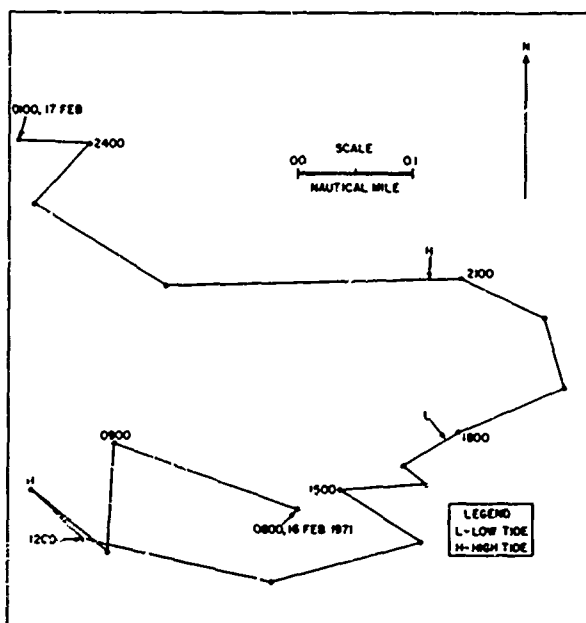 N
0100, 17 FEB
2400
SCALE
0.0 0.1
NAUTICAL MILE
H
2100
L
1800
0900
H
1500
0800, 16 FEB 1971
1200
LEGEND
L-LOW TIDE
H-HIGH TIDE